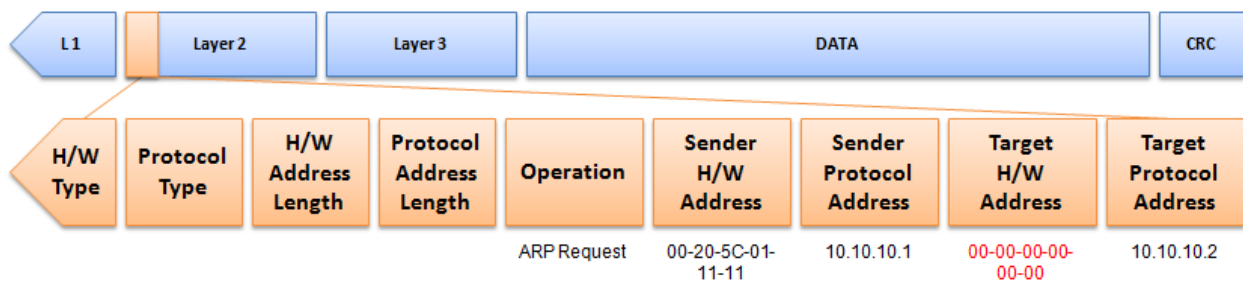 L 1 Layer 2 Layer 3 DATA CRC
H/W
Type
Protocol
Type
H/W
Address
Length
Protocol
Address
Length
Operation
Sender
H/W
Address
Sender
Protocol
Address
Target
H/W
Address
Target
Protocol
Address
ARP Request
00-20-5C-01-
11-11
10.10.10.1
00-00-00-00-
00-00
10.10.10.2